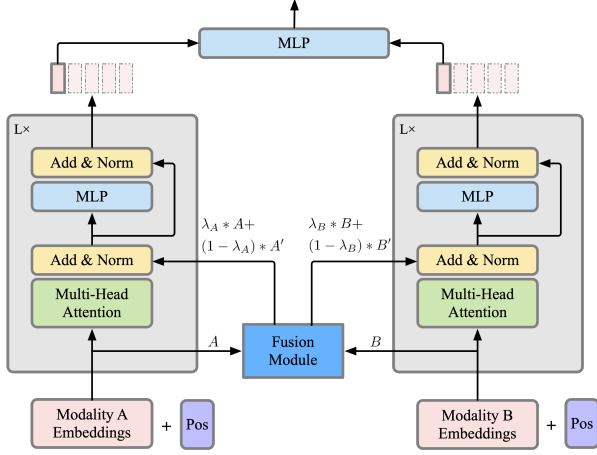 MLP
L×
L×
Add & Norm
Add & Norm
MLP
MLP
λ_A * A+
(1 − λ_A) * A′
λ_B * B+
(1 − λ_B) * B′
Add & Norm
Add & Norm
Multi-Head
Attention
Multi-Head
Attention
A
Fusion
Module
B
Modality A
Embeddings
+
Pos
Modality B
Embeddings
+
Pos